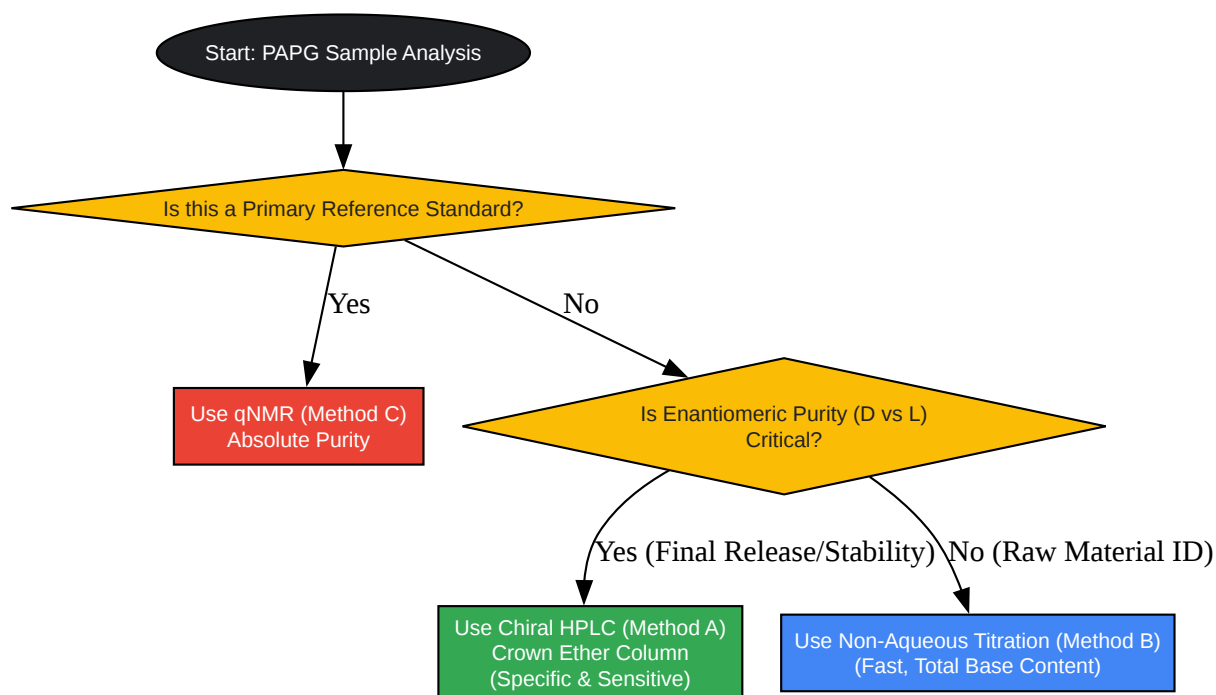 Start: PAPG Sample Analysis
Is this a Primary Reference Standard?
Yes
No
Use qNMR (Method C)
Absolute Purity
Is Enantiomeric Purity (D vs L)
Critical?
Yes (Final Release/Stability)
No (Raw Material ID)
Use Chiral HPLC (Method A)
Crown Ether Column
(Specific & Sensitive)
Use Non-Aqueous Titration (Method B)
(Fast, Total Base Content)